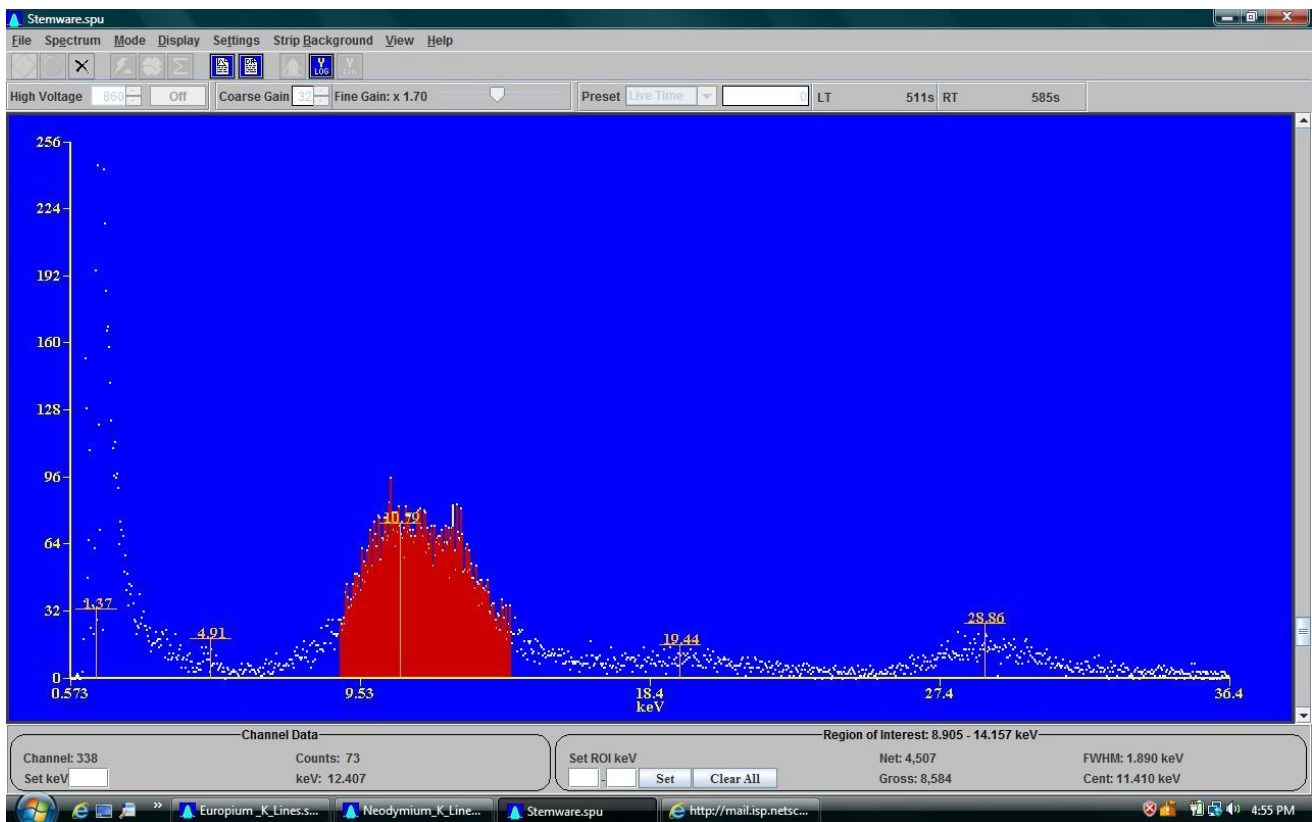 Stemware.spu
File Spectrum Mode Display Settings Strip Background View Help
Y LOG
High Voltage 860 Off Coarse Gain 32 Fine Gain: x 1.70 Preset Live Time 0 LT 511s RT 585s
256
224
192
160
128
96
64
32
0
1.37
4.91
10.79
19.44
28.86
0.573 9.53 18.4 27.4 36.4
keV
Channel Data
Channel: 338 Counts: 73
Set keV keV: 12.407
Region of Interest: 8.905 - 14.157 keV
Set ROI keV Net: 4,507 FWHM: 1.890 keV
- Set Clear All Gross: 8,584 Cent: 11.410 keV
Europium _K_Lines.s... Neodymium_K_Line... Stemware.spu http://mail.isp.netsc... 4:55 PM